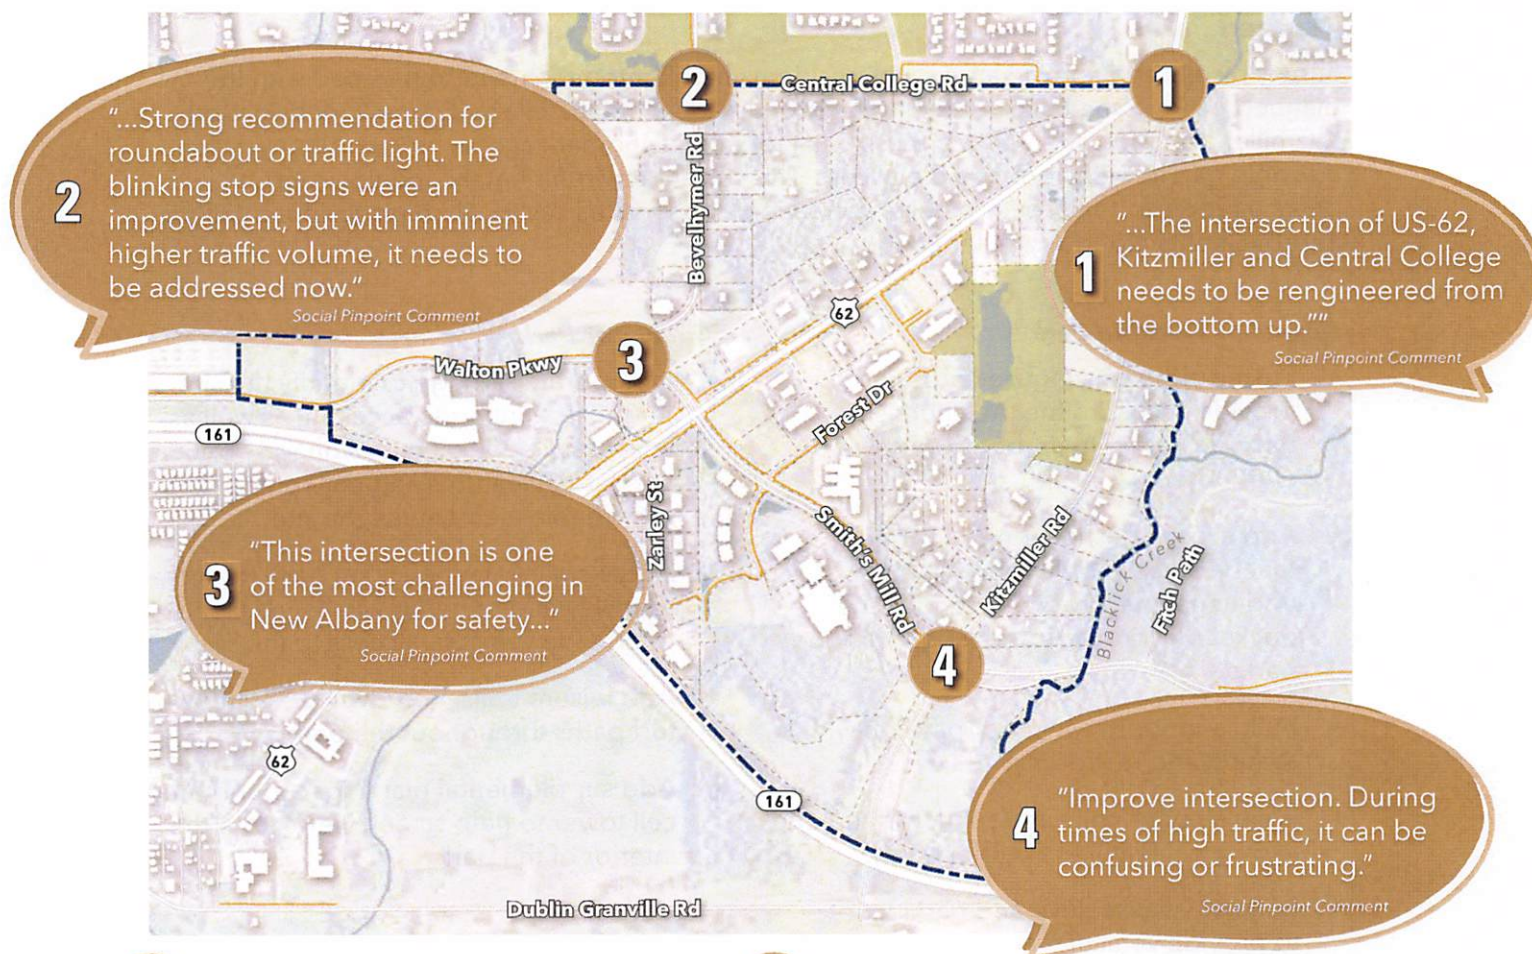 2
Central College Rd
1
"...Strong recommendation for
roundabout or traffic light. The
blinking stop signs were an
improvement, but with imminent
higher traffic volume, it needs to
be addressed now."
Social Pinpoint Comment
2
Bevelhymer Rd
"...The intersection of US-62,
Kitzmiller and Central College
needs to be rengineered from
the bottom up.""
Social Pinpoint Comment
1
62
3
Walton Pkwy
Forest Dr
161
Zarley St
Smith's Mill Rd
Kitzmiller Rd
Blacklick Creek
Fitch Path
"This intersection is one
of the most challenging in
New Albany for safety..."
Social Pinpoint Comment
3
4
62
161
"Improve intersection. During
times of high traffic, it can be
confusing or frustrating."
Social Pinpoint Comment
4
Dublin Granville Rd